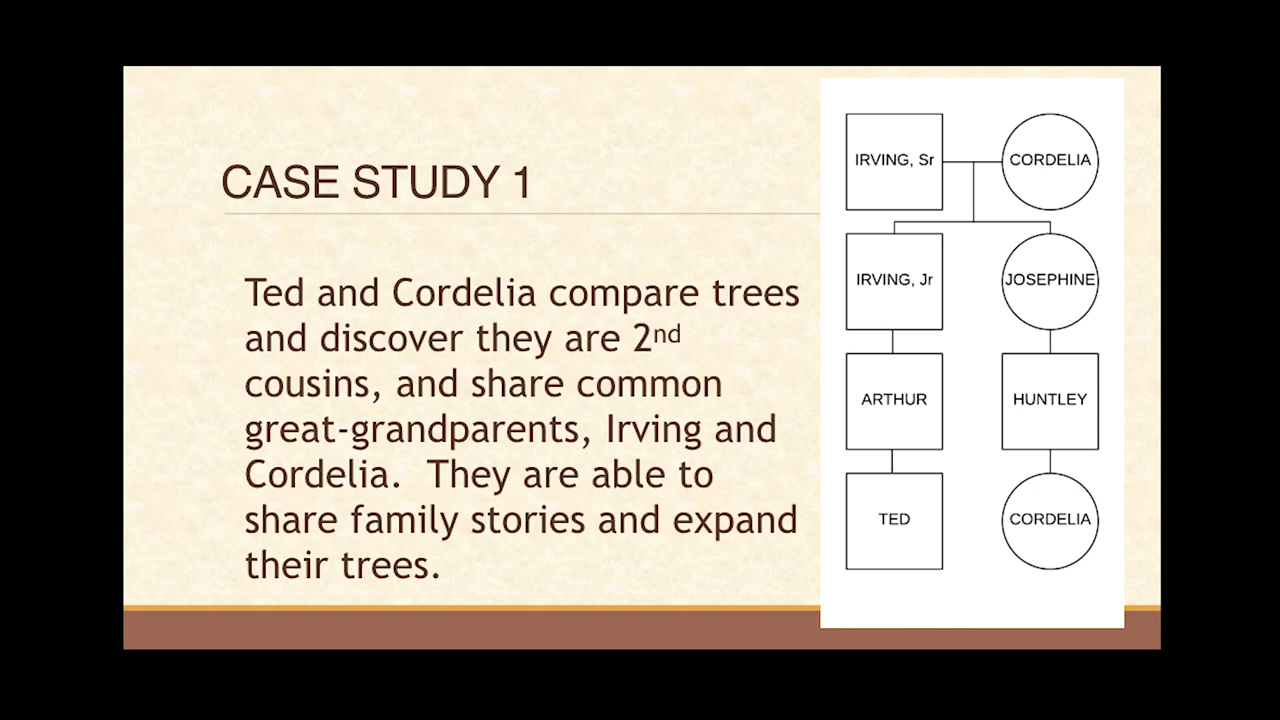 CASE STUDY 1
Ted and Cordelia compare trees
and discover they are 2nd
cousins, and share common
great-grandparents, Irving and
Cordelia.  They are able to
share family stories and expand
their trees.
IRVING, Sr
CORDELIA
IRVING, Jr
JOSEPHINE
ARTHUR
HUNTLEY
TED
CORDELIA